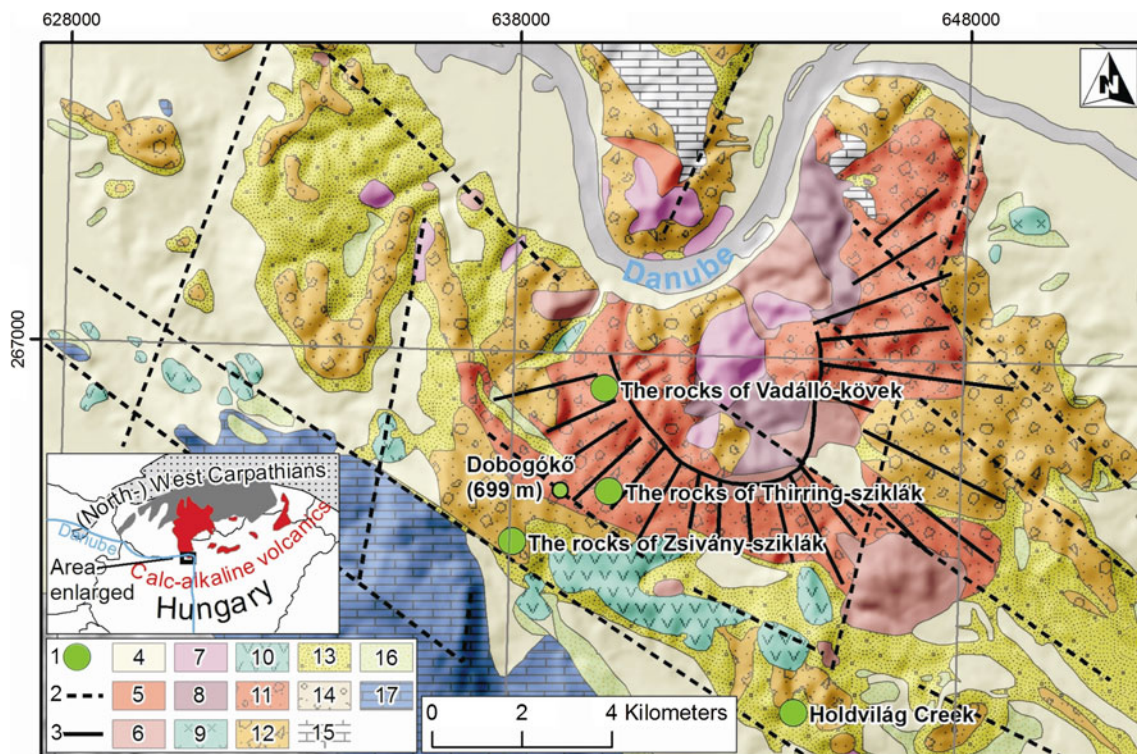 628000
638000
648000
N
267000
Danube
The rocks of Vadálló-kövek
Dobogókő
(699 m)
The rocks of Thirring-sziklák
The rocks of Zsivány-sziklák
Holdvilág Creek
(North-) West Carpathians
Danube
Calc-alkaline volcamcs
Area
enlarged
Hungary
1 4 7 10 13 16
2 5 8 11 14 17
3 6 9 12 15
0 2 4 Kilometers